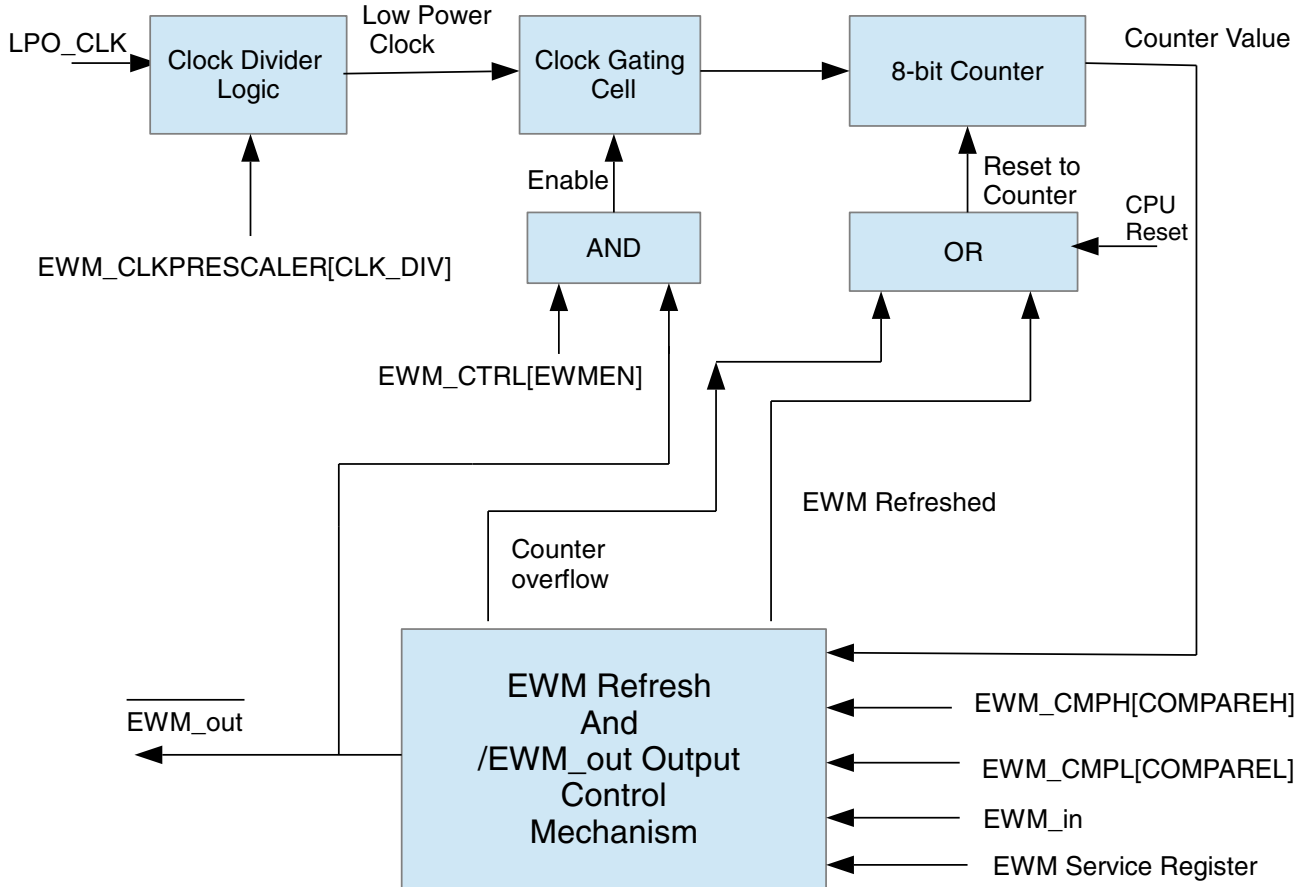 LPO_CLK
Clock Divider
Logic
Low Power
Clock
Clock Gating
Cell
8-bit Counter
Counter Value
Enable
Reset to
Counter
CPU
Reset
EWM_CLKPRESCALER[CLK_DIV]
AND
OR
EWM_CTRL[EWMEN]
EWM Refreshed
Counter
overflow
EWM_out
EWM Refresh
And
/EWM_out Output
Control
Mechanism
EWM_CMPH[COMPAREH]
EWM_CMPL[COMPAREL]
EWM_in
EWM Service Register